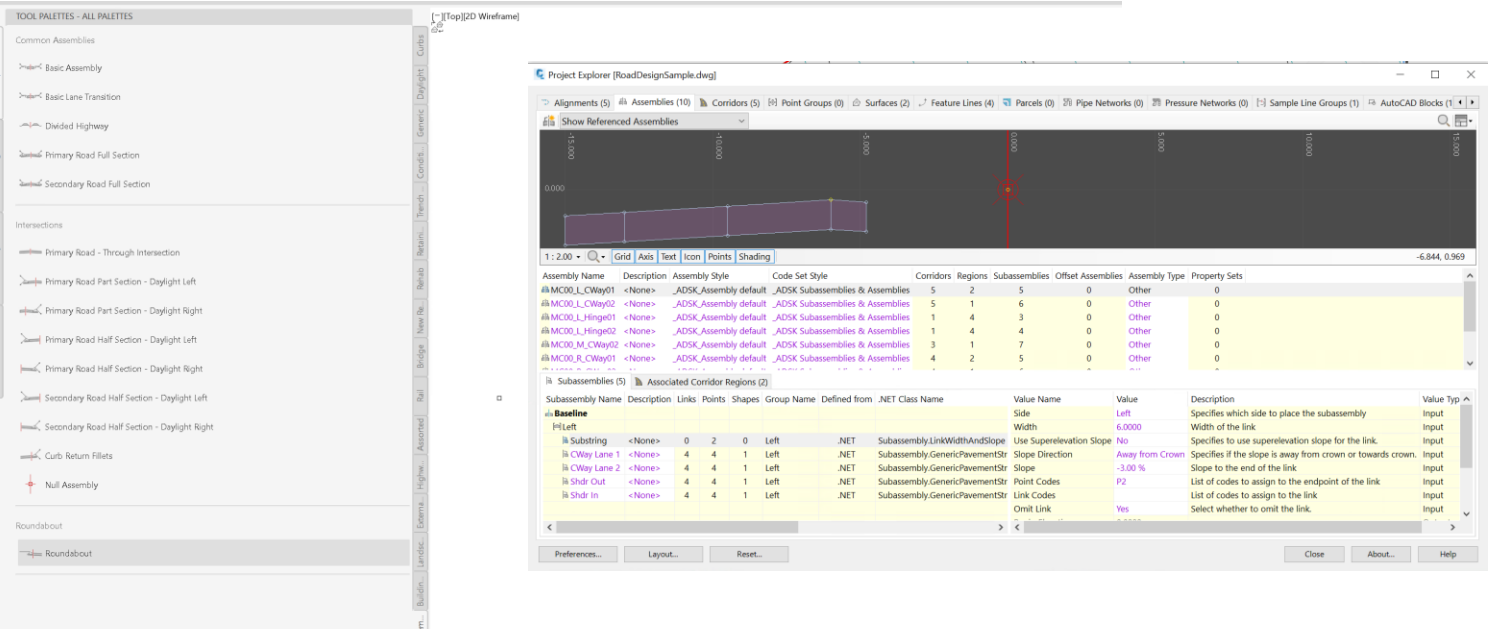 TOOL PALETTES - ALL PALETTES
Common Assemblies
Basic Assembly
Basic Lane Transition
Divided Highway
Primary Road Full Section
Secondary Road Full Section
Intersections
Primary Road - Through Intersection
Primary Road Part Section - Daylight Left
Primary Road Part Section - Daylight Right
Primary Road Half Section - Daylight Left
Primary Road Half Section - Daylight Right
Secondary Road Half Section - Daylight Left
Secondary Road Half Section - Daylight Right
Curb Return Fillets
Null Assembly
Roundabout
Roundabout
Curbs
Daylight
Generic
Conditi...
Trench ...
Retaini...
Rehab
New Re...
Bridge
Rail
Assorted
Highw...
Externa...
Landsc...
Buildin...
[−][Top][2D Wireframe]
Project Explorer [RoadDesignSample.dwg]
Alignments (5) Assemblies (10) Corridors (5) Point Groups (0) Surfaces (2) Feature Lines (4) Parcels (0) Pipe Networks (0) Pressure Networks (0) Sample Line Groups (1) AutoCAD Blocks (1
Show Referenced Assemblies
-15.000 -10.000 -5.000 0.000 5.000 10.000 15.000
0.000
1 : 2.00 Grid Axis Text Icon Points Shading -6.844, 0.969
Assembly Name Description Assembly Style Code Set Style Corridors Regions Subassemblies Offset Assemblies Assembly Type Property Sets
MC00_L_CWay01 <None> _ADSK_Assembly default _ADSK Subassemblies & Assemblies 5 2 5 0 Other 0
MC00_L_CWay02 <None> _ADSK_Assembly default _ADSK Subassemblies & Assemblies 5 1 6 0 Other 0
MC00_L_Hinge01 <None> _ADSK_Assembly default _ADSK Subassemblies & Assemblies 1 4 3 0 Other 0
MC00_L_Hinge02 <None> _ADSK_Assembly default _ADSK Subassemblies & Assemblies 1 4 4 0 Other 0
MC00_M_CWay02 <None> _ADSK_Assembly default _ADSK Subassemblies & Assemblies 3 1 7 0 Other 0
MC00_R_CWay01 <None> _ADSK_Assembly default _ADSK Subassemblies & Assemblies 4 2 5 0 Other 0
Subassemblies (5) Associated Corridor Regions (2)
Subassembly Name Description Links Points Shapes Group Name Defined from .NET Class Name Value Name Value Description Value Typ
Baseline Side Left Specifies which side to place the subassembly Input
Left Width 6.0000 Width of the link Input
Substring <None> 0 2 0 Left .NET Subassembly.LinkWidthAndSlope Use Superelevation Slope No Specifies to use superelevation slope for the link. Input
CWay Lane 1 <None> 4 4 1 Left .NET Subassembly.GenericPavementStr Slope Direction Away from Crown Specifies if the slope is away from crown or towards crown. Input
CWay Lane 2 <None> 4 4 1 Left .NET Subassembly.GenericPavementStr Slope -3.00 % Slope to the end of the link Input
Shdr Out <None> 4 4 1 Left .NET Subassembly.GenericPavementStr Point Codes P2 List of codes to assign to the endpoint of the link Input
Shdr In <None> 4 4 1 Left .NET Subassembly.GenericPavementStr Link Codes List of codes to assign to the link Input
Omit Link Yes Select whether to omit the link. Input
Preferences... Layout... Reset... Close About... Help